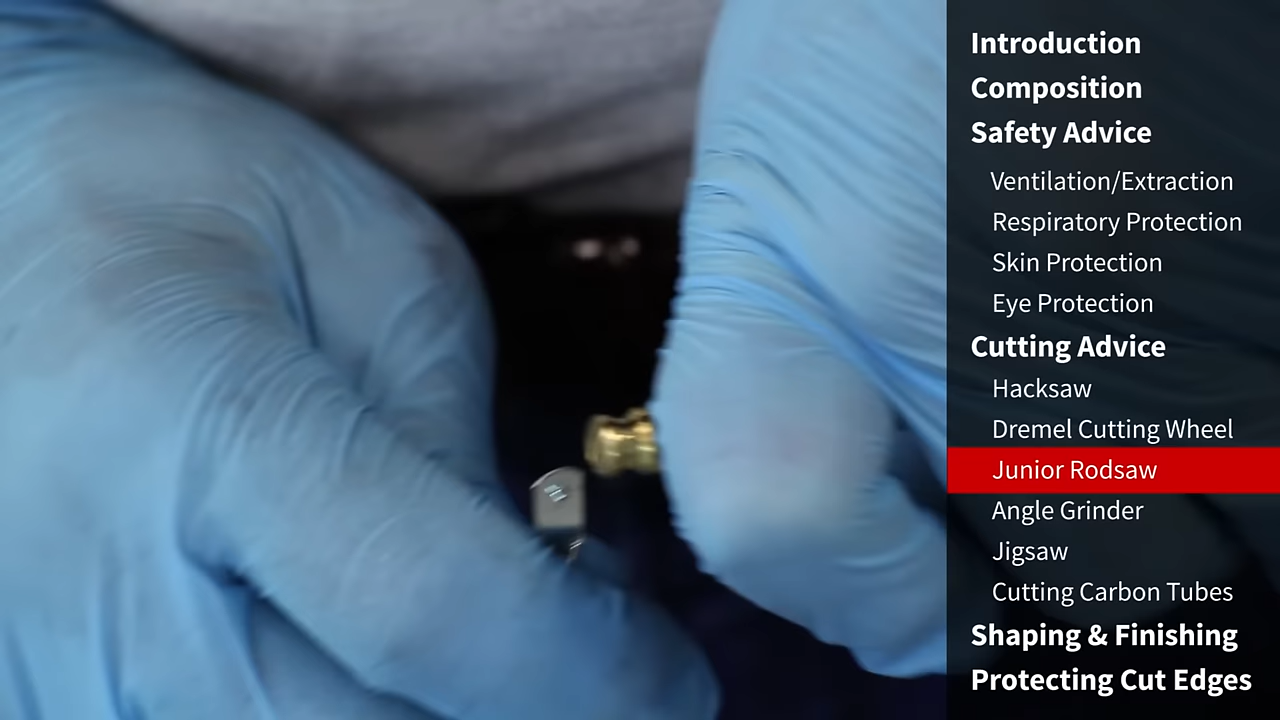 Introduction
Composition
Safety Advice
Ventilation/Extraction
Respiratory Protection
Skin Protection
Eye Protection
Cutting Advice
Hacksaw
Dremel Cutting Wheel
Junior Rodsaw
Angle Grinder
Jigsaw
Cutting Carbon Tubes
Shaping & Finishing
Protecting Cut Edges